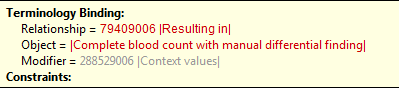 Terminology Binding:
Relationship = 79409006 |Resulting in|
Object = |Complete blood count with manual differential finding|
Modifier = 288529006 |Context values|
Constraints: